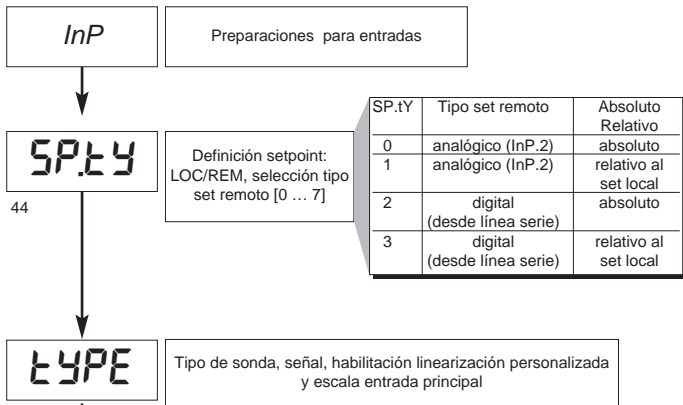 InP
Preparaciones para entradas
SP.tY
44
Definición setpoint:
LOC/REM, selección tipo
set remoto [0 … 7]
SP.tY Tipo set remoto Absoluto
Relativo
0 analógico (InP.2) absoluto
1 analógico (InP.2) relativo al
set local
2 digital absoluto
(desde línea serie)
3 digital relativo al
(desde línea serie) set local
tYPE
Tipo de sonda, señal, habilitación linearización personalizada
y escala entrada principal